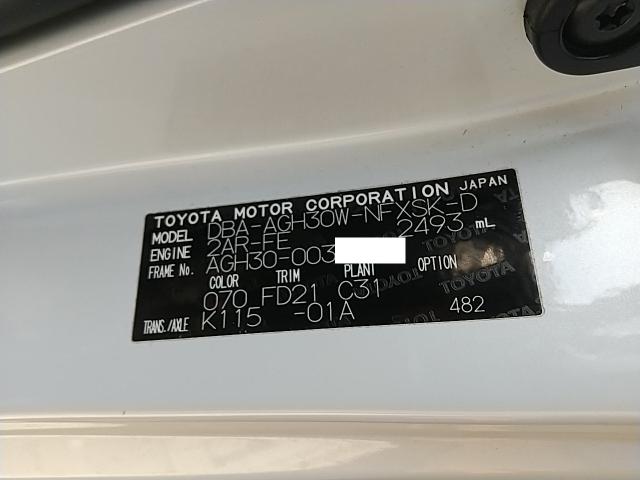 TOYOTA MOTOR CORPORATION JAPAN
MODEL DBA-AGH30W-NFXSK-D
ENGINE 2AR-FE 2493 mL
FRAME No. AGH30-003
COLOR TRIM PLANT OPTION
070 FD21 C31
TRANS./AXLE K115 -01A 482